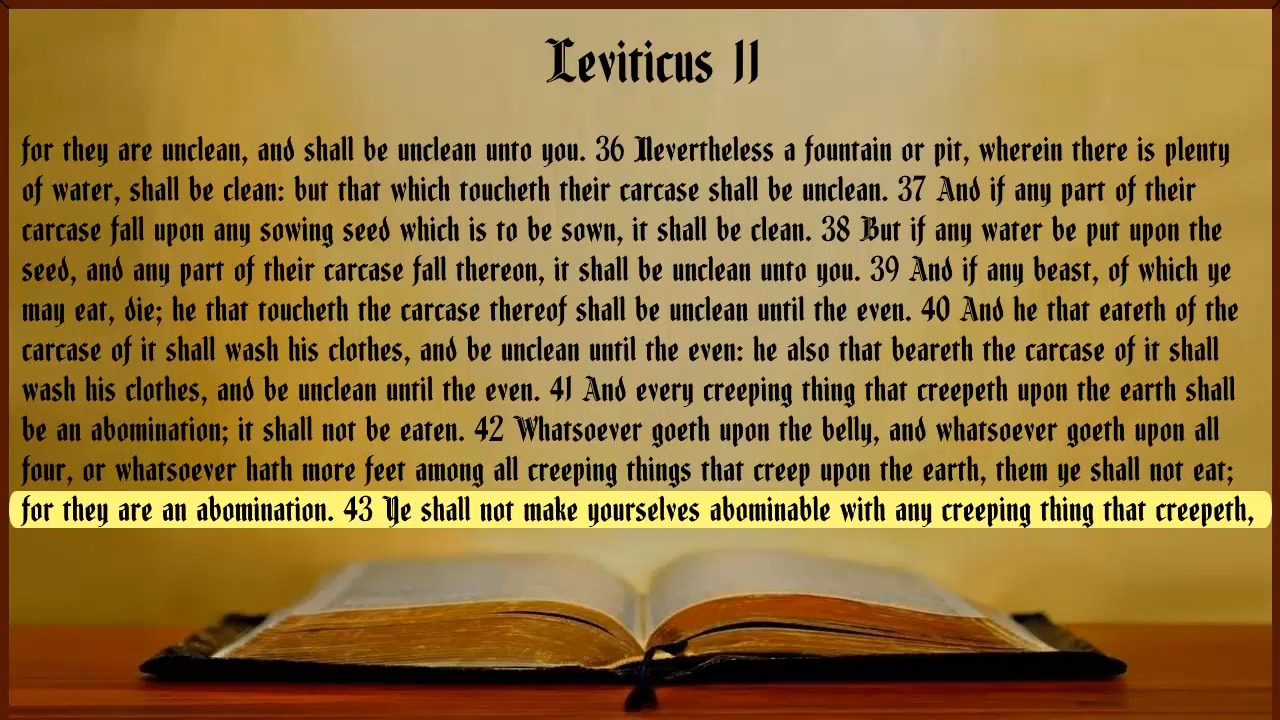 Leviticus 11
for they are unclean, and shall be unclean unto you. 36 Nevertheless a fountain or pit, wherein there is plenty
of water, shall be clean: but that which toucheth their carcase shall be unclean. 37 And if any part of their
carcase fall upon any sowing seed which is to be sown, it shall be clean. 38 But if any water be put upon the
seed, and any part of their carcase fall thereon, it shall be unclean unto you. 39 And if any beast, of which ye
may eat, die; he that toucheth the carcase thereof shall be unclean until the even. 40 And he that eateth of the
carcase of it shall wash his clothes, and be unclean until the even: he also that beareth the carcase of it shall
wash his clothes, and be unclean until the even. 41 And every creeping thing that creepeth upon the earth shall
be an abomination; it shall not be eaten. 42 Whatsoever goeth upon the belly, and whatsoever goeth upon all
four, or whatsoever hath more feet among all creeping things that creep upon the earth, them ye shall not eat;
for they are an abomination. 43 Ye shall not make yourselves abominable with any creeping thing that creepeth,